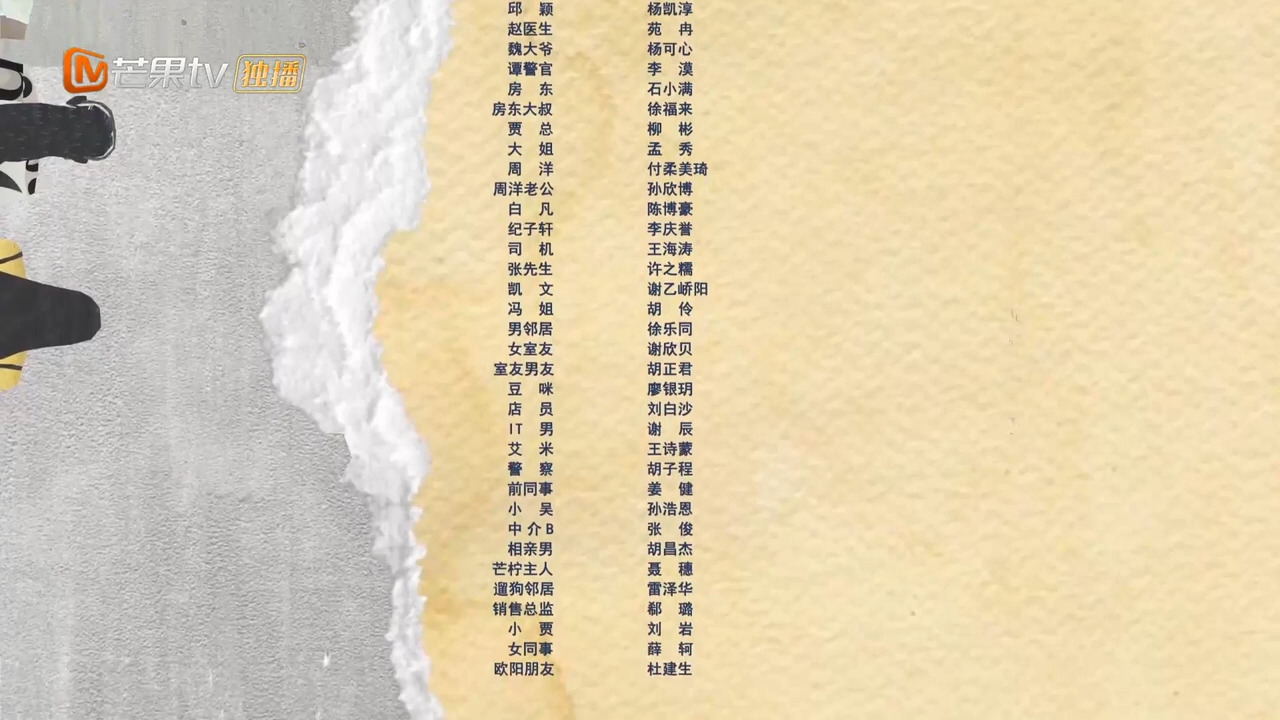 芒果tv 独播
邱 颖 杨凯淳
赵医生 苑 冉
魏大爷 杨可心
谭警官 李 漠
房 东 石小满
房东大叔 徐福来
贾 总 柳 彬
大 姐 孟 秀
周 洋 付柔美琦
周洋老公 孙欣博
白 凡 陈博豪
纪子轩 李庆誉
司 机 王海涛
张先生 许之糯
凯 文 谢乙峤阳
冯 姐 胡 伶
男邻居 徐乐同
女室友 谢欣贝
室友男友 胡正君
豆 咪 廖银玥
店 员 刘白沙
IT 男 谢 辰
艾 米 王诗蒙
警 察 胡子程
前同事 姜 健
小 吴 孙浩恩
中 介 B 张 俊
相亲男 胡昌杰
芒柠主人 聂 穗
遛狗邻居 雷泽华
销售总监 郗 璐
小 贾 刘 岩
女同事 薛 轲
欧阳朋友 杜建生